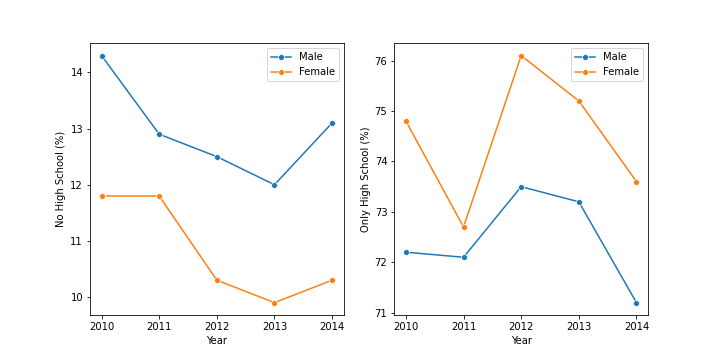 No High School (%)
14
13
12
11
10
2010 2011 2012 2013 2014
Year
Male
Female
Only High School (%)
76
75
74
73
72
71
2010 2011 2012 2013 2014
Year
Male
Female